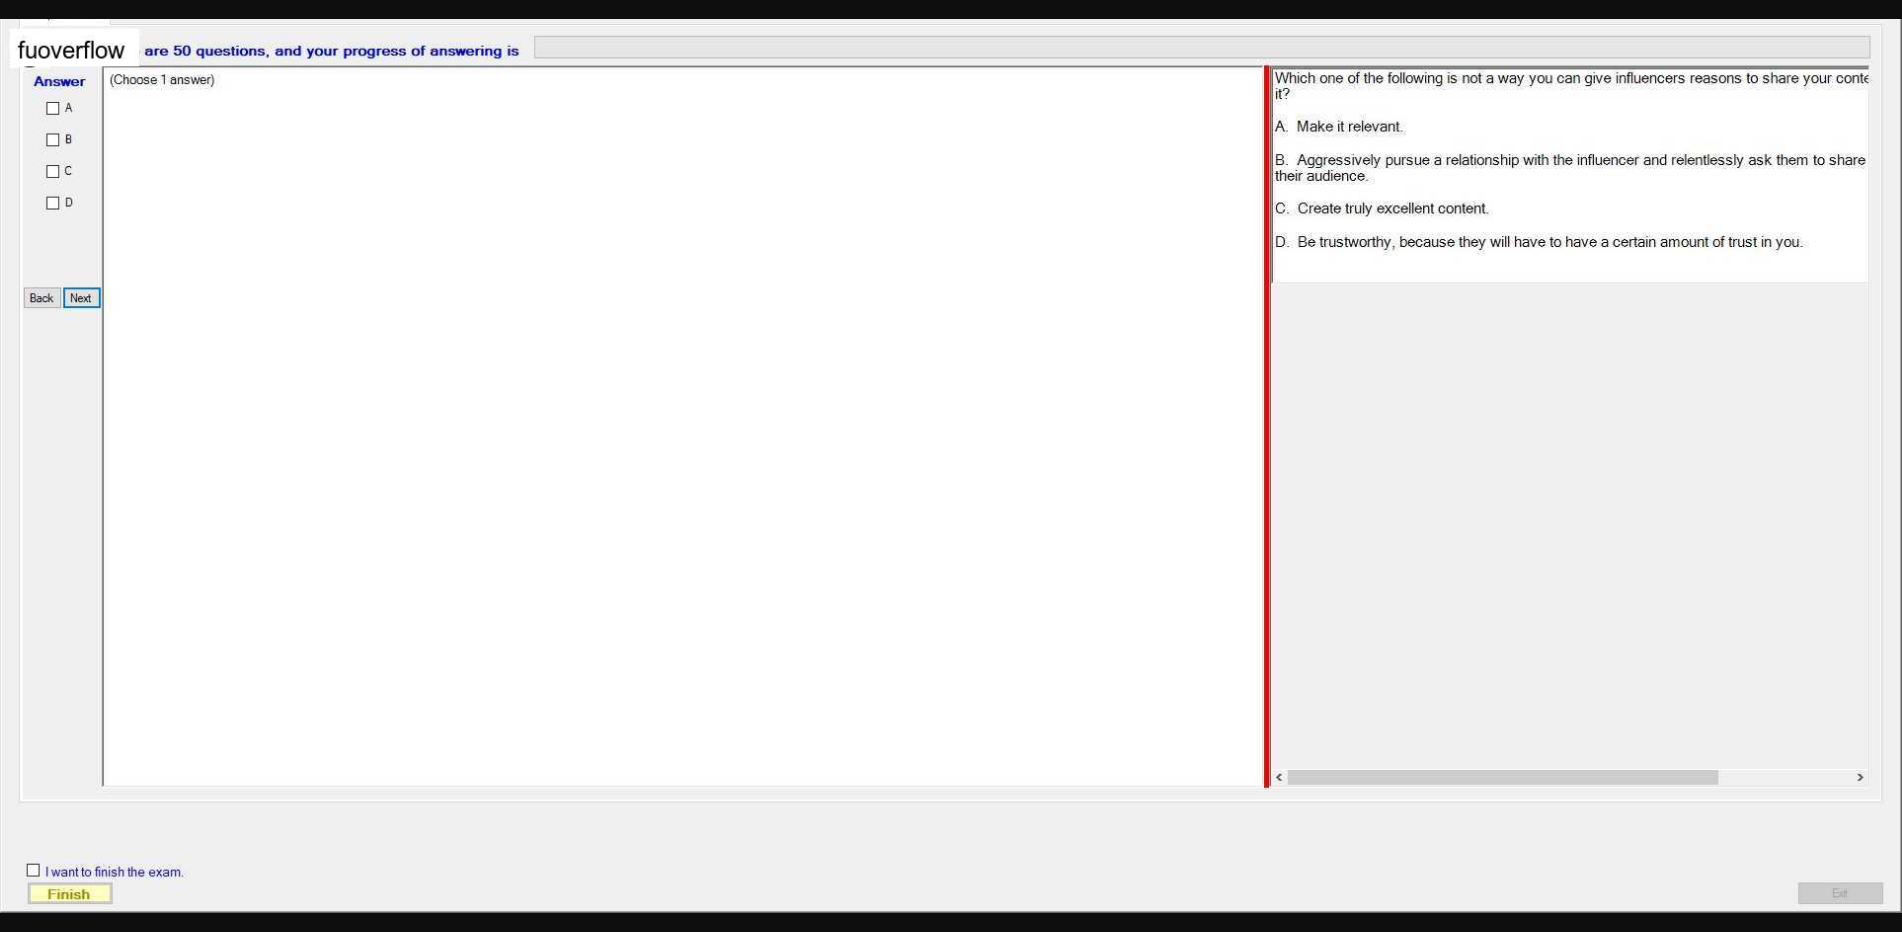 fuoverflow are 50 questions, and your progress of answering is
Answer
A
B
C
D
Back Next
(Choose 1 answer)
Which one of the following is not a way you can give influencers reasons to share your conte
it?
A. Make it relevant.
B. Aggressively pursue a relationship with the influencer and relentlessly ask them to share
their audience.
C. Create truly excellent content.
D. Be trustworthy, because they will have to have a certain amount of trust in you.
I want to finish the exam.
Finish
Exit